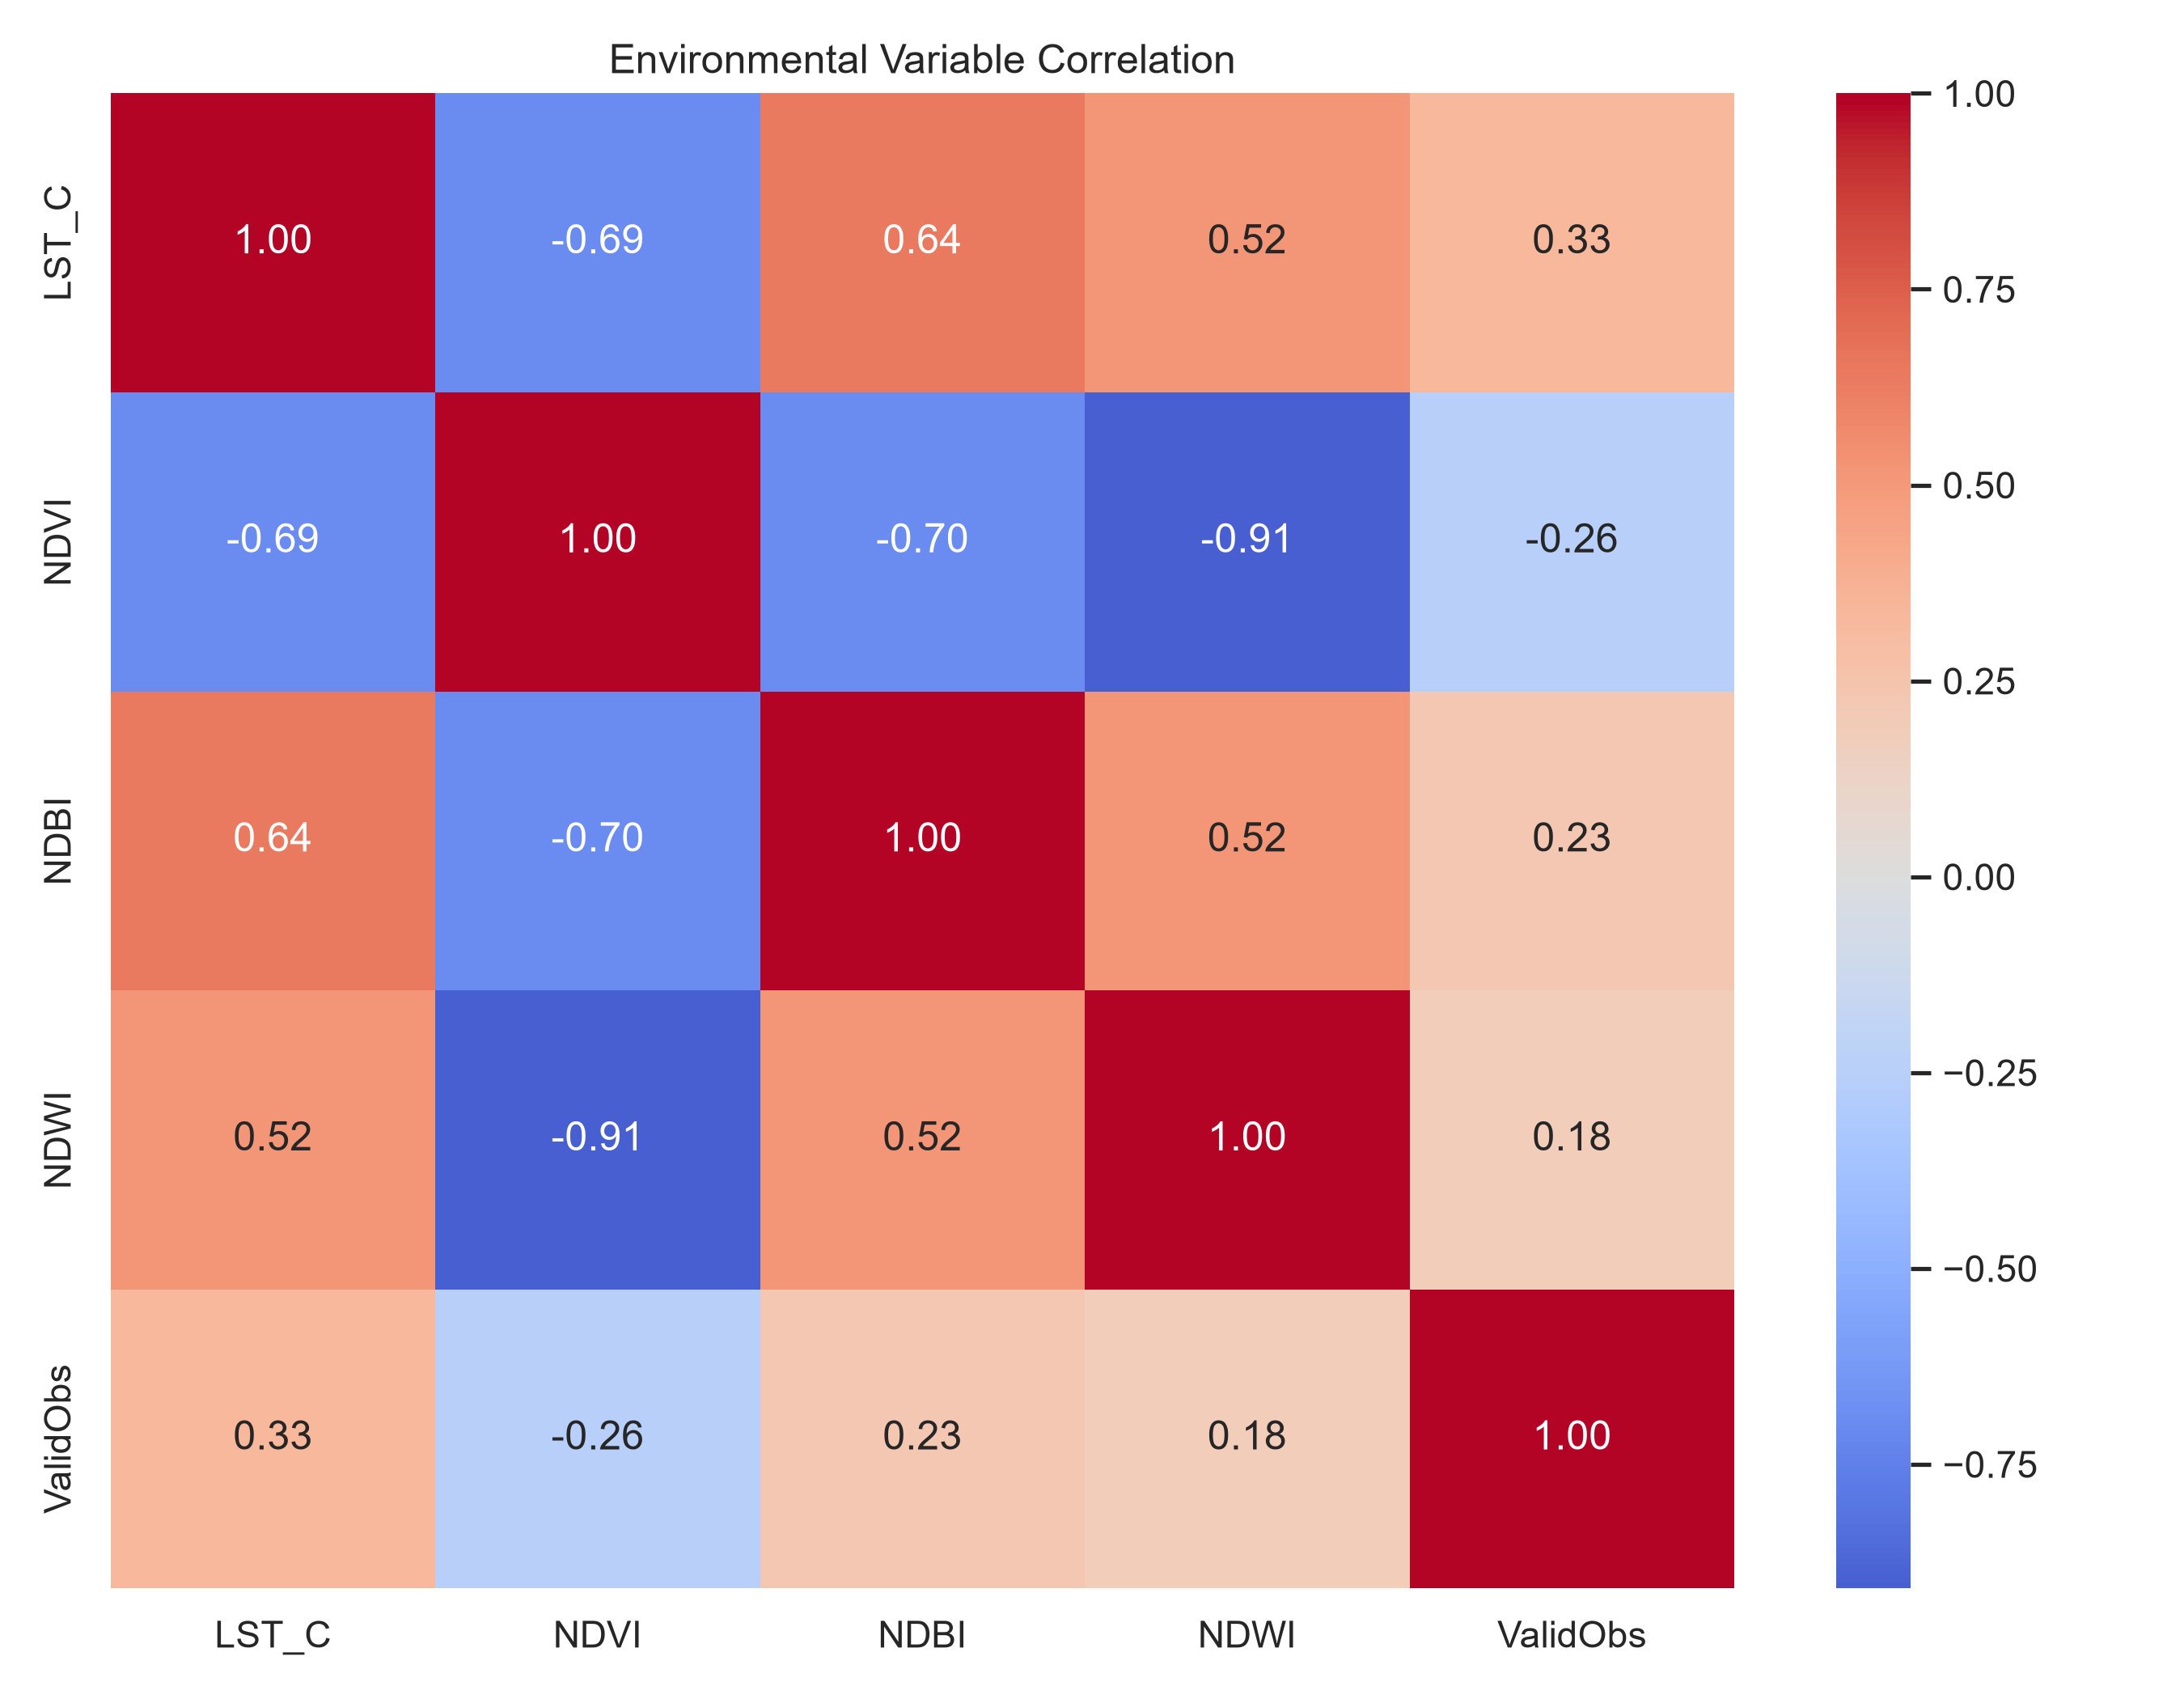 Environmental Variable Correlation
LST_C 1.00 -0.69 0.64 0.52 0.33
NDVI -0.69 1.00 -0.70 -0.91 -0.26
NDBI 0.64 -0.70 1.00 0.52 0.23
NDWI 0.52 -0.91 0.52 1.00 0.18
ValidObs 0.33 -0.26 0.23 0.18 1.00
LST_C NDVI NDBI NDWI ValidObs
1.00
0.75
0.50
0.25
0.00
−0.25
−0.50
−0.75